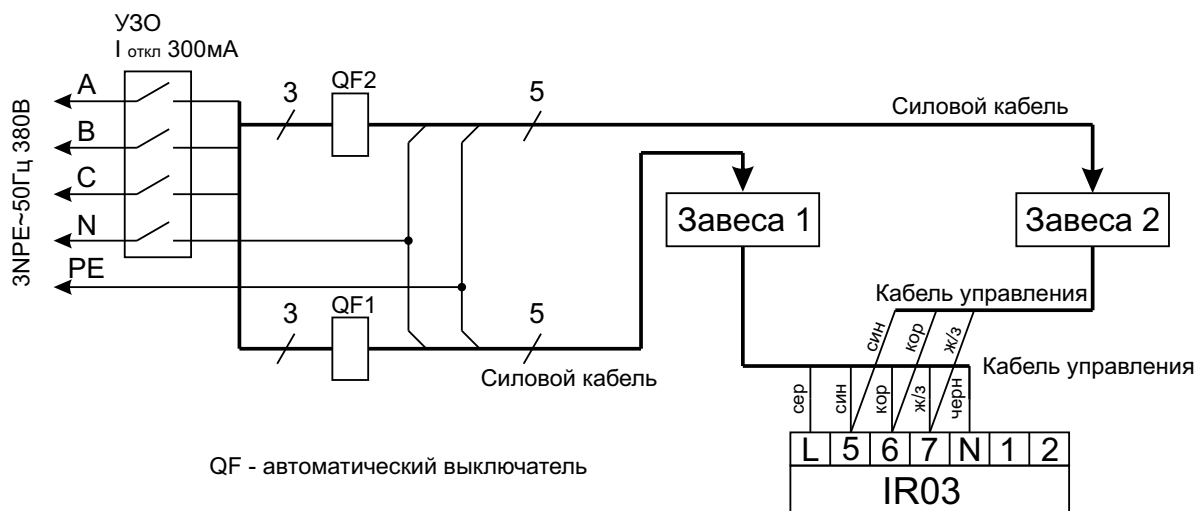 УЗО
I откл 300мА
3NPE~50Гц 380В
A
B
C
N
PE
3
QF2
5
Силовой кабель
Завеса 1
Завеса 2
3
QF1
5
Силовой кабель
Кабель управления
син
кор
ж/з
Кабель управления
сер
син
кор
ж/з
черн
L 5 6 7 N 1 2
IR03
QF - автоматический выключатель